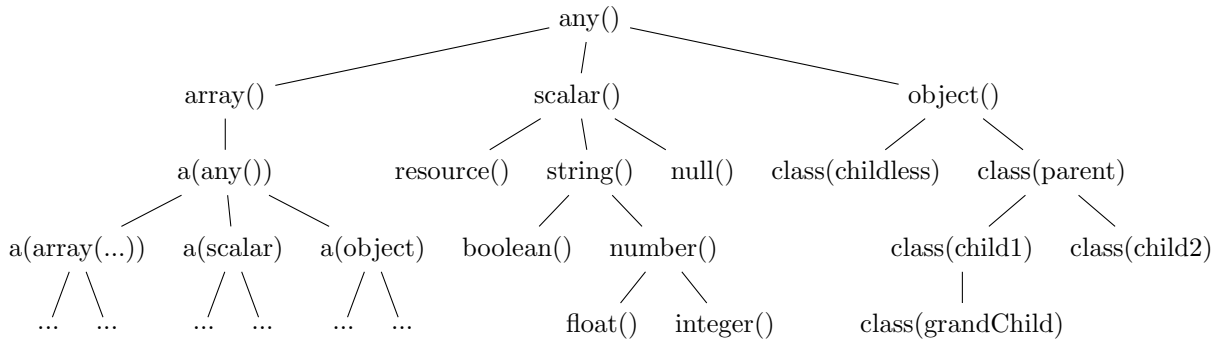 any()
array() scalar() object()
a(any()) resource() string() null() class(childless) class(parent)
a(array(...)) a(scalar) a(object) boolean() number() class(child1) class(child2)
... ... ... ... ... ... float() integer() class(grandChild)